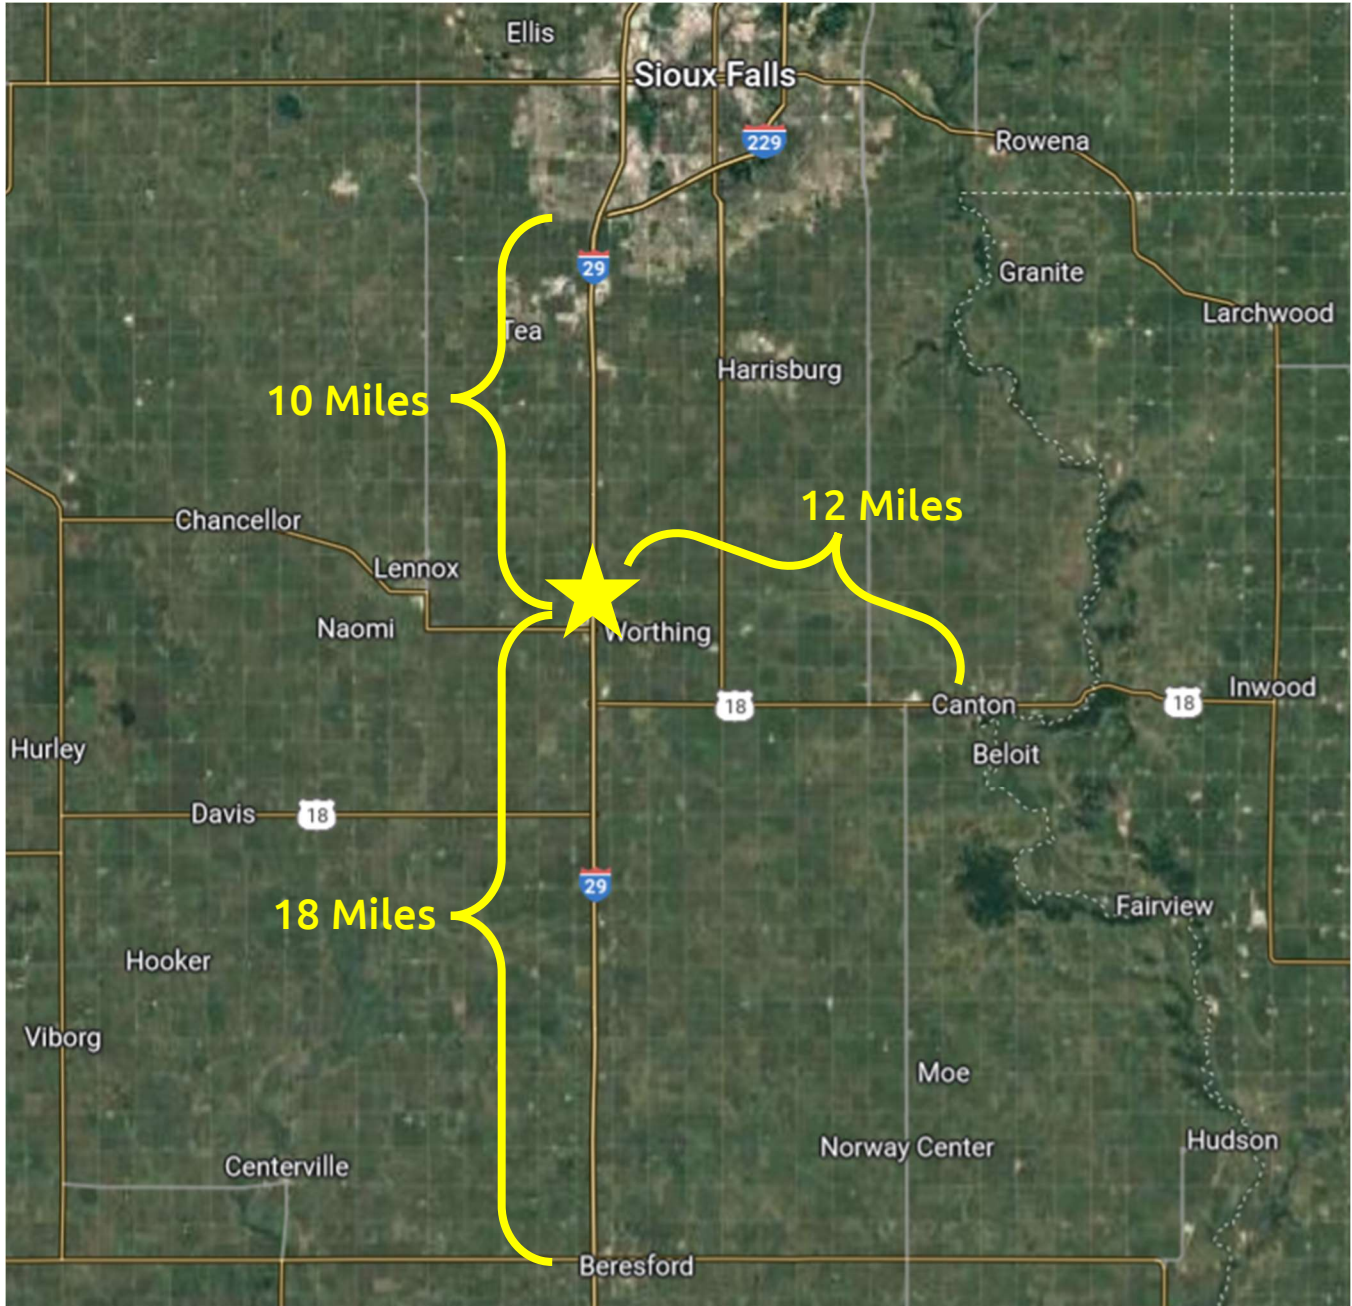 Ellis
Sioux Falls
229
Rowena
29
Granite
Larchwood
Tea
Harrisburg
10 Miles
12 Miles
Chancellor
Lennox
Naomi
Worthing
Inwood
18
18
Canton
Hurley
Beloit
Davis
18
29
18 Miles
Fairview
Hooker
Viborg
Moe
Hudson
Norway Center
Centerville
Beresford